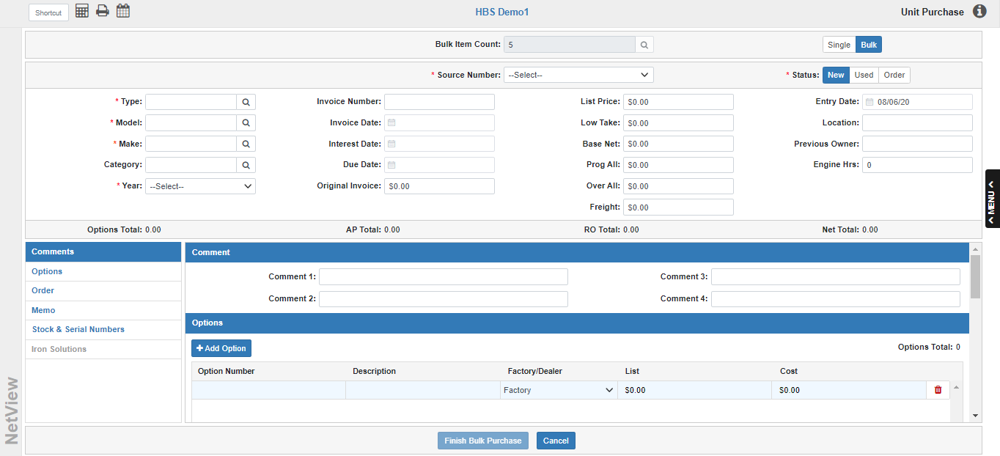 Shortcut HBS Demo1 Unit Purchase
Bulk Item Count: 5 Single Bulk
* Source Number: --Select-- * Status: New Used Order
* Type: Invoice Number: List Price: $0.00 Entry Date: 08/06/20
* Model: Invoice Date: Low Take: $0.00 Location:
* Make: Interest Date: Base Net: $0.00 Previous Owner:
Category: Due Date: Prog All: $0.00 Engine Hrs: 0
* Year: --Select-- Original Invoice: $0.00 Over All: $0.00
Freight: $0.00
MENU
Options Total: 0.00 AP Total: 0.00 RO Total: 0.00 Net Total: 0.00
Comments
Options
Order
Memo
Stock & Serial Numbers
Iron Solutions
Comment
Comment 1: Comment 3:
Comment 2: Comment 4:
Options
Add Option Options Total: 0
Option Number Description Factory/Dealer List Cost
Factory $0.00 $0.00
NetView
Finish Bulk Purchase Cancel